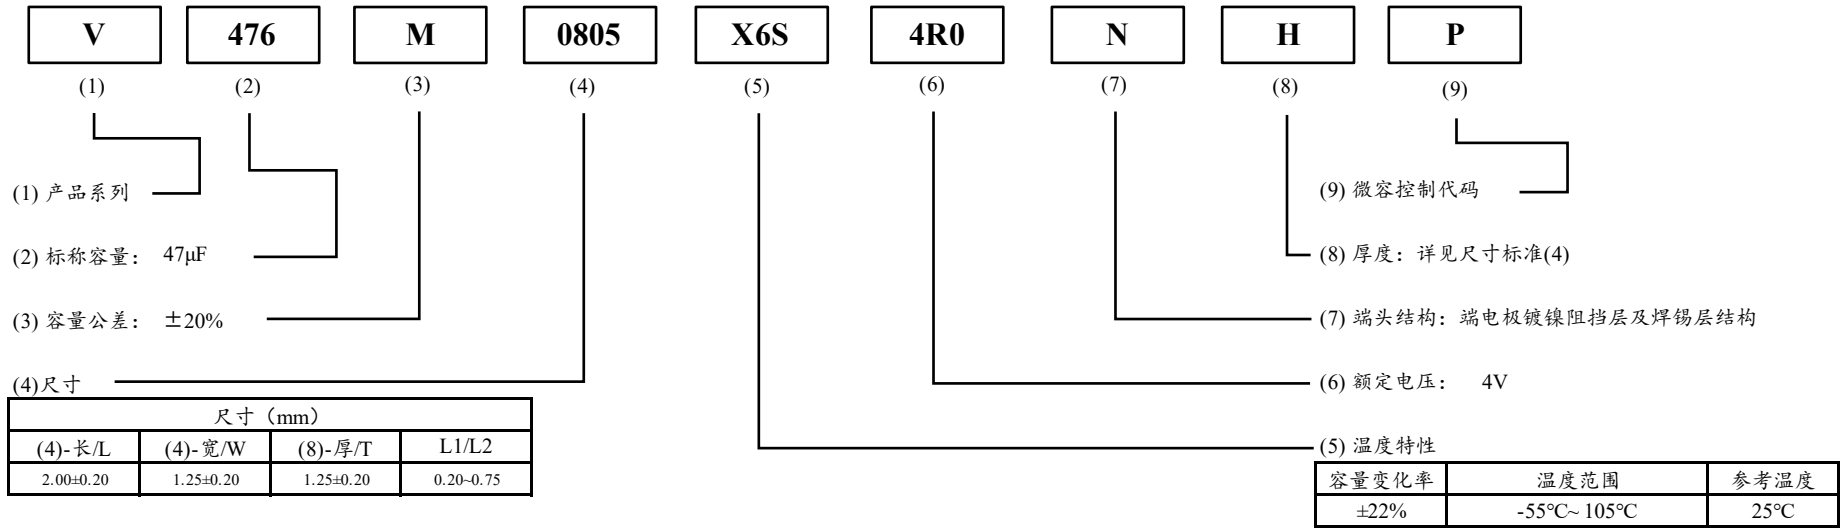 V 476 M 0805 X6S 4R0 N H P
(1) (2) (3) (4) (5) (6) (7) (8) (9)
(1) 产品系列
(9) 微容控制代码
(2) 标称容量： 47μF
(8) 厚度：详见尺寸标准(4)
(3) 容量公差： ±20%
(7) 端头结构：端电极镀镍阻挡层及焊锡层结构
(4)尺寸
(6) 额定电压： 4V
尺寸（mm）
(4)-长/L (4)-宽/W (8)-厚/T L1/L2
2.00±0.20 1.25±0.20 1.25±0.20 0.20~0.75
(5) 温度特性
容量变化率 温度范围 参考温度
±22% -55℃~ 105℃ 25℃